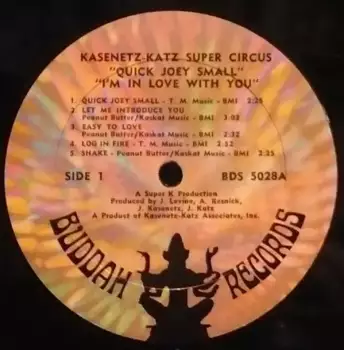 KASENETZ-KATZ SUPER CIRCUS
"QUICK JOEY SMALL"
"I'M IN LOVE WITH YOU"
1. QUICK JOEY SMALL - T. M. Music - BMI 2:25
2. LET ME INTRODUCE YOU
Peanut Butter/Kaskat Music - BMI 3:02
3. EASY TO LOVE
Peanut Butter/Kaskat Music - BMI 2:32
4. LOG IN FIRE - T. M. Music - BMI 2:52
5. SHAKE - Peanut Butter/Kaskat Music - BMI 2:25
SIDE 1 BDS 5028A
A Super K Production
Produced by J. Levine, A. Resnick,
J. Kasenetz, J. Katz
A Product of Kasenetz-Katz Associates, Inc.
BUDDAH RECORDS